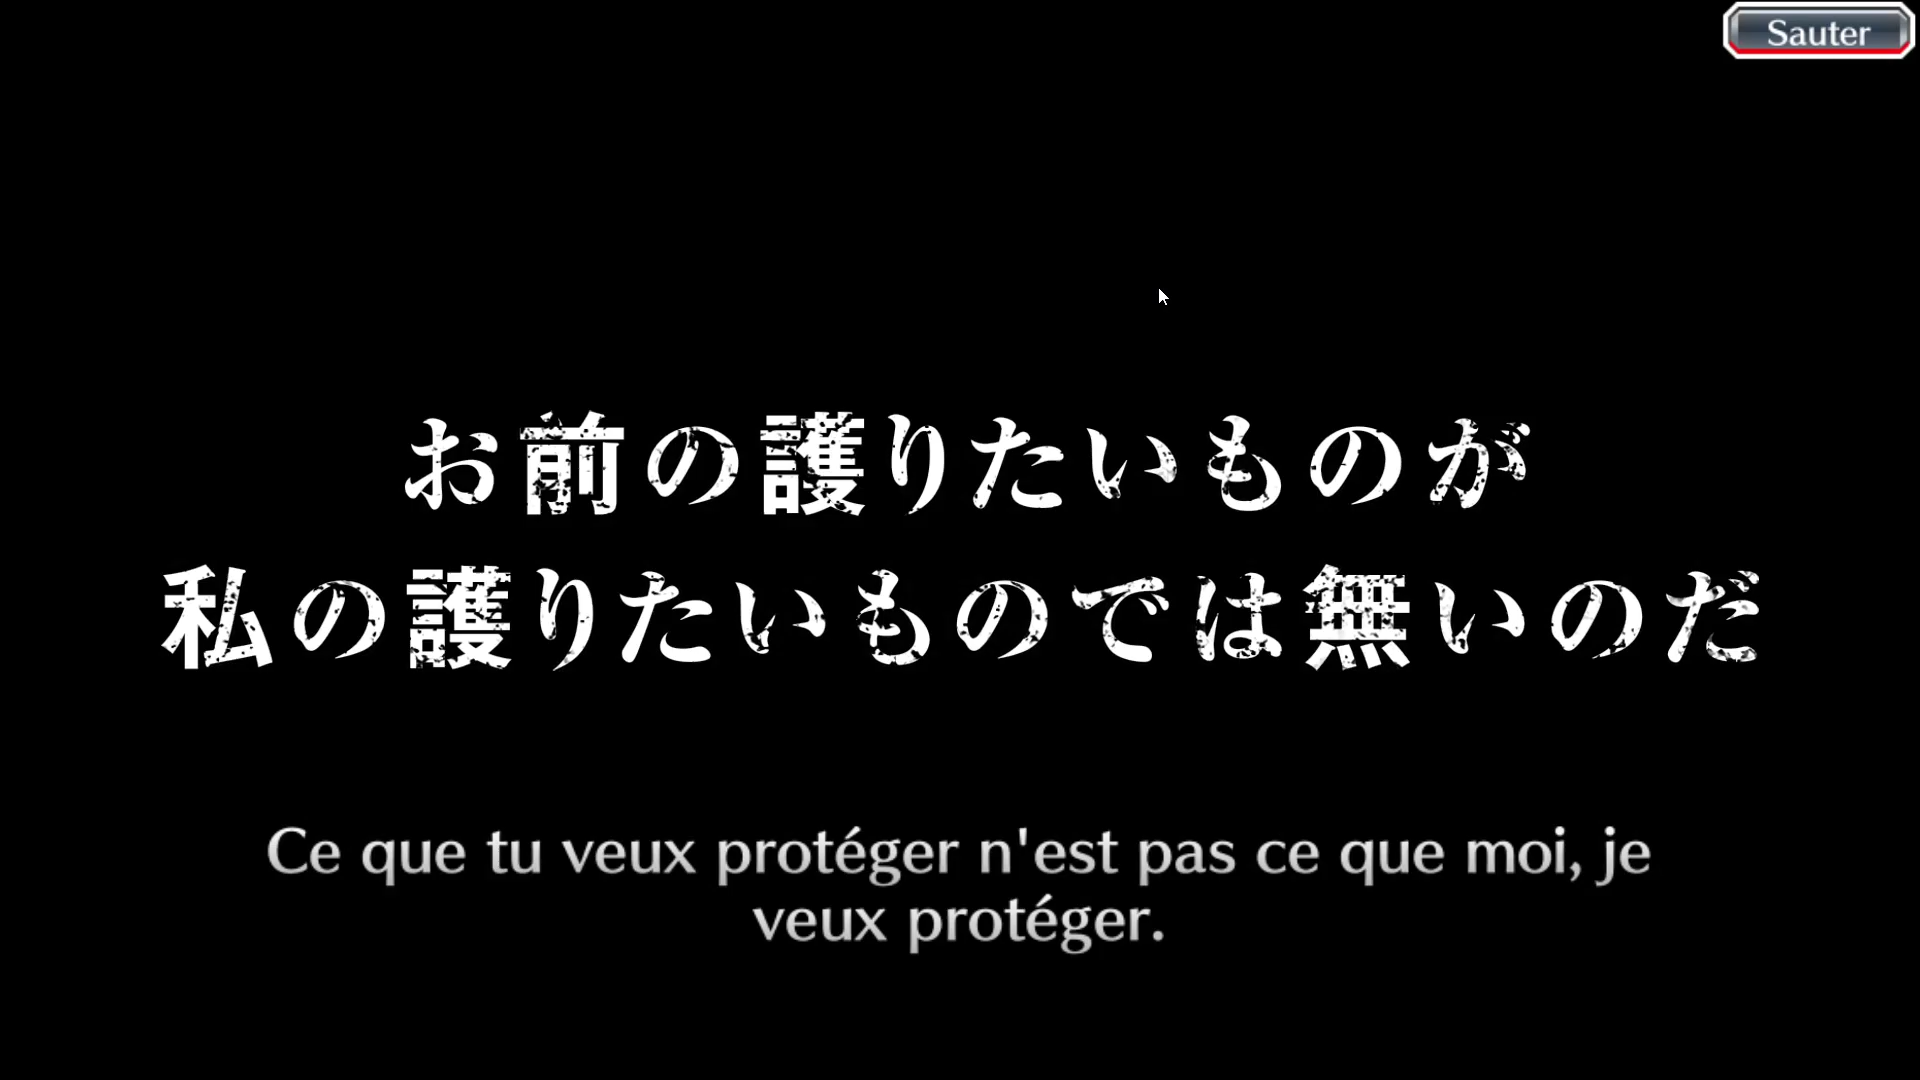 Sauter
お前の護りたいものが
私の護りたいものでは無いのだ
Ce que tu veux protéger n'est pas ce que moi, je
veux protéger.